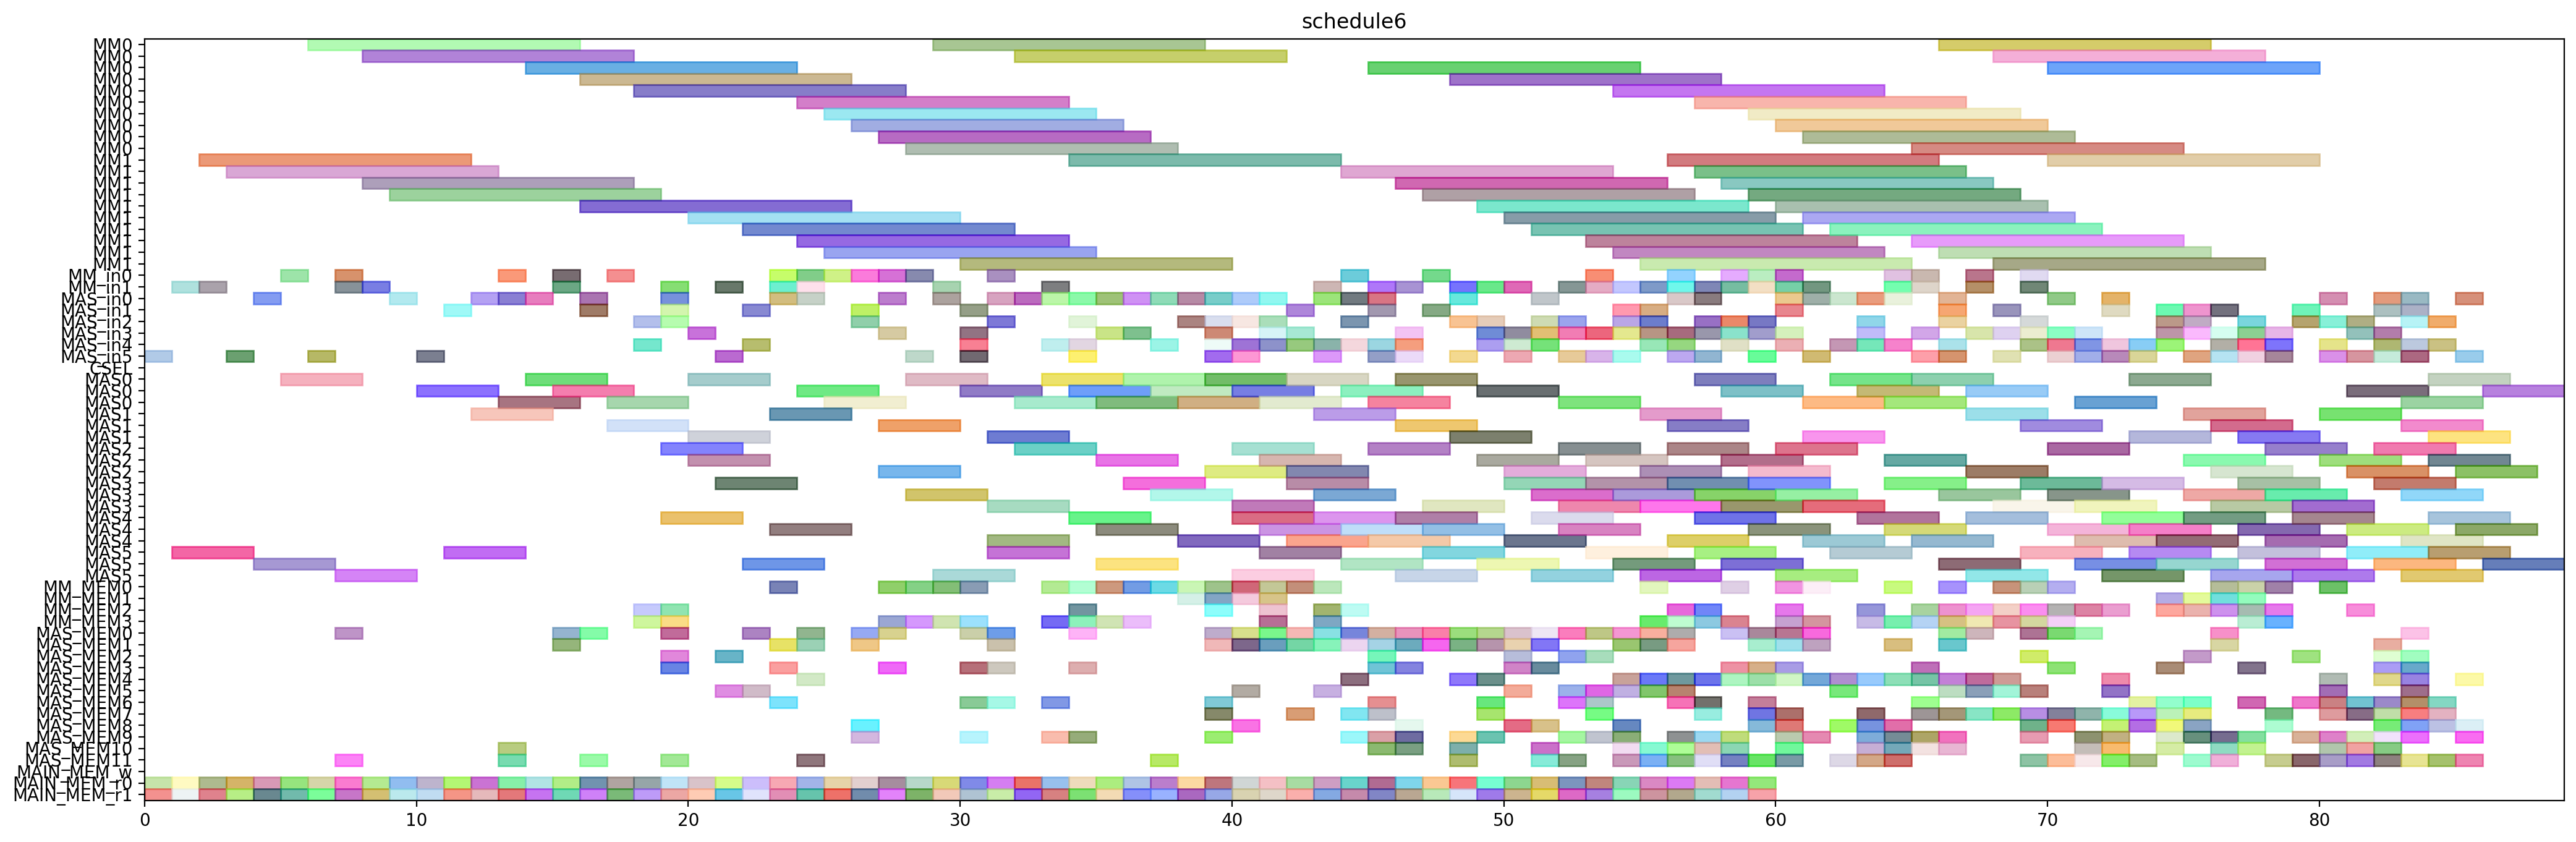 schedule6
MM0
MM0
MM0
MM0
MM0
MM0
MM0
MM0
MM0
MM0
MM1
MM1
MM1
MM1
MM1
MM1
MM1
MM1
MM1
MM1
MM_in0
MM_in1
MAS_in0
MAS_in1
MAS_in2
MAS_in3
MAS_in4
MAS_in5
CSEL
MAS0
MAS0
MAS0
MAS1
MAS1
MAS1
MAS2
MAS2
MAS2
MAS3
MAS3
MAS3
MAS4
MAS4
MAS4
MAS5
MAS5
MAS5
MM_MEM0
MM_MEM1
MM_MEM2
MM_MEM3
MAS_MEM0
MAS_MEM1
MAS_MEM2
MAS_MEM3
MAS_MEM4
MAS_MEM5
MAS_MEM6
MAS_MEM7
MAS_MEM8
MAS_MEM9
MAS_MEM10
MAS_MEM11
MAIN_MEM_w
MAIN_MEM_r0
MAIN_MEM_r1
0 10 20 30 40 50 60 70 80